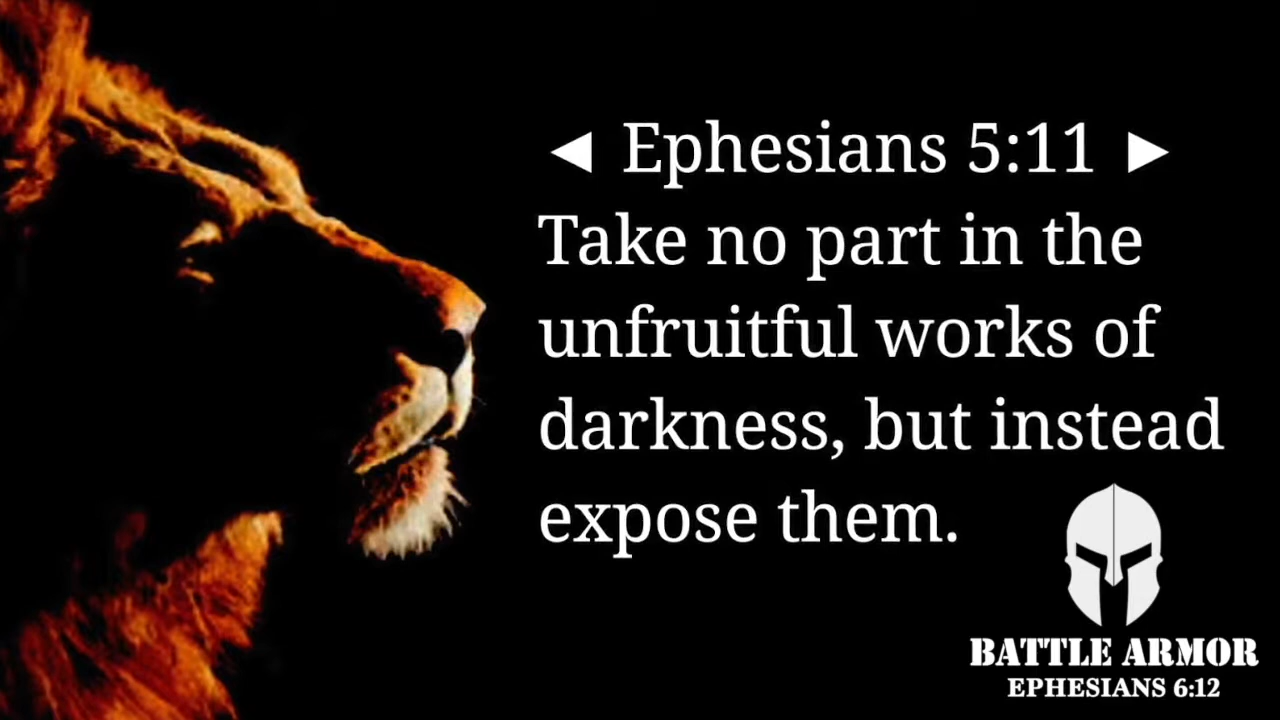 ◄ Ephesians 5:11 ►
Take no part in the
unfruitful works of
darkness, but instead
expose them.
BATTLE ARMOR
EPHESIANS 6:12